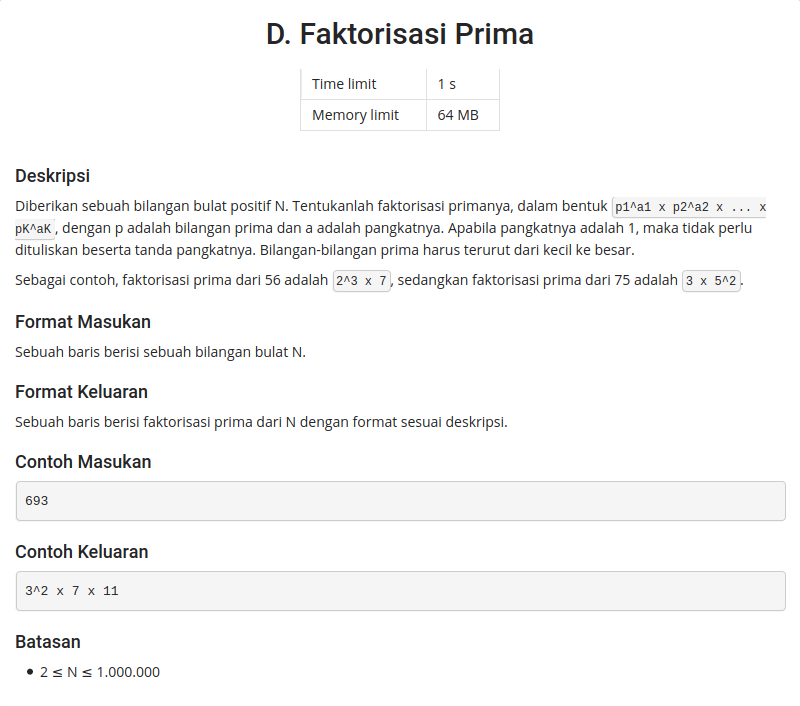 D. Faktorisasi Prima
Time limit 1 s
Memory limit 64 MB
Deskripsi
Diberikan sebuah bilangan bulat positif N. Tentukanlah faktorisasi primanya, dalam bentuk p1^a1 x p2^a2 x ... x
pK^aK, dengan p adalah bilangan prima dan a adalah pangkatnya. Apabila pangkatnya adalah 1, maka tidak perlu
dituliskan beserta tanda pangkatnya. Bilangan-bilangan prima harus terurut dari kecil ke besar.
Sebagai contoh, faktorisasi prima dari 56 adalah 2^3 x 7, sedangkan faktorisasi prima dari 75 adalah 3 x 5^2.
Format Masukan
Sebuah baris berisi sebuah bilangan bulat N.
Format Keluaran
Sebuah baris berisi faktorisasi prima dari N dengan format sesuai deskripsi.
Contoh Masukan
693
Contoh Keluaran
3^2 x 7 x 11
Batasan
• 2 ≤ N ≤ 1.000.000